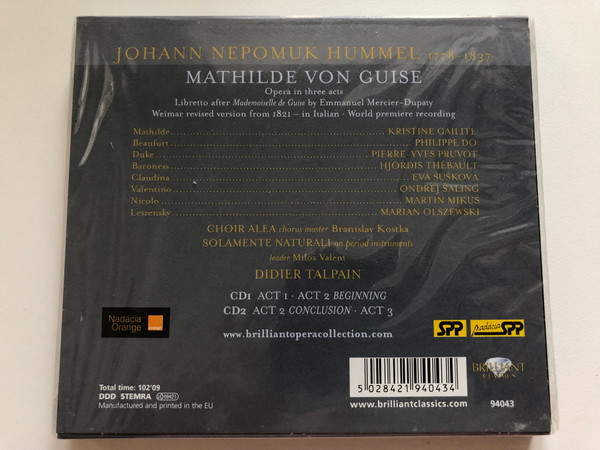 JOHANN NEPOMUK HUMMEL 1778-1837
MATHILDE VON GUISE
Opera in three acts
Libretto after Mademoiselle de Guise by Emmanuel Mercier-Dupaty
Weimar revised version from 1821 – in Italian · World premiere recording
Mathilde KRISTINE GAILITE
Beaufort PHILIPPE DO
Duke PIERRE-YVES PRUVOT
Baroness HJÖRDIS THÉBAULT
Claudina EVA ŠUŠKOVÁ
Valentino ONDREJ ŠALING
Nicolo MARTIN MIKUŠ
Leszensky MARIAN OLSZEWSKI
CHOIR ALEA chorus master Branislav Kostka
SOLAMENTE NATURALI on period instruments
leader Miloš Valent
DIDIER TALPAIN
CD1 ACT 1 · ACT 2 BEGINNING
CD2 ACT 2 CONCLUSION · ACT 3
Nadácia
Orange
www.brilliantoperacollection.com
SPP
nadácia SPP
BRILLIANT
CLASSICS
Total time: 102'09
DDD STEMRA
Manufactured and printed in the EU
5 028421 940434
www.brilliantclassics.com
94043